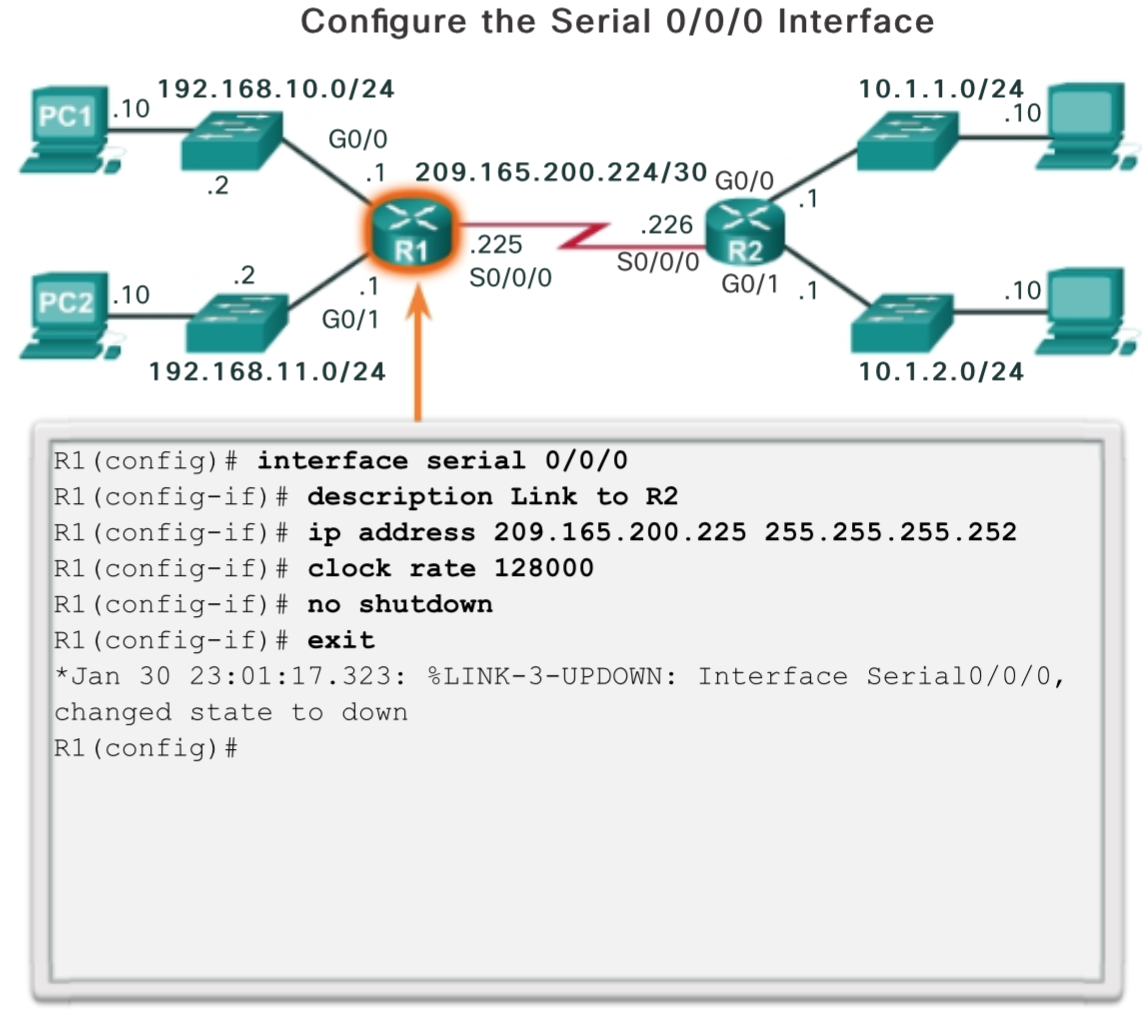 Configure the Serial 0/0/0 Interface
192.168.10.0/24
10.1.1.0/24
PC1
.10
.10
G0/0
.1
209.165.200.224/30
G0/0
.2
.1
R1
.225
.226
R2
S0/0/0
S0/0/0
PC2
.10
.2
.1
G0/1
G0/1
.1
.10
192.168.11.0/24
10.1.2.0/24
R1(config)# interface serial 0/0/0
R1(config-if)# description Link to R2
R1(config-if)# ip address 209.165.200.225 255.255.255.252
R1(config-if)# clock rate 128000
R1(config-if)# no shutdown
R1(config-if)# exit
*Jan 30 23:01:17.323: %LINK-3-UPDOWN: Interface Serial0/0/0,
changed state to down
R1(config)#